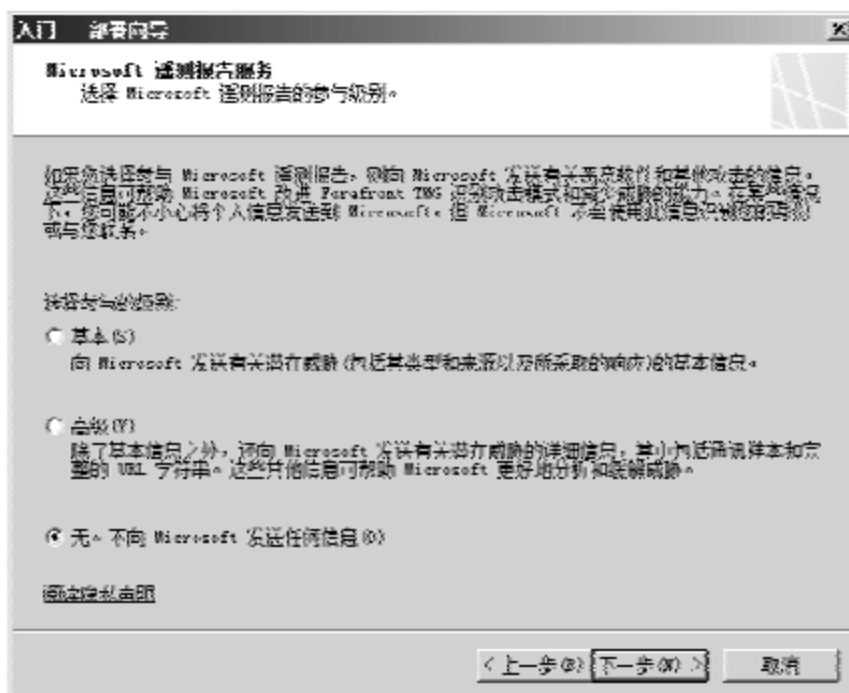 入门 部署向导
Microsoft 遥测报告服务
选择 Microsoft 遥测报告的参与级别。
如果您选择参与 Microsoft 遥测报告，则向 Microsoft 发送有关恶意软件和其他攻击的信息。
这些信息可帮助 Microsoft 改进 Forefront TMG 识别攻击模式和减少威胁的能力。在某些情况
下，您可能不小心将个人信息发送到 Microsoft，但 Microsoft 不会使用此信息识别您的身份
或与您联系。
选择参与的级别:
基本(S)
向 Microsoft 发送有关潜在威胁(包括其类型和来源以及所采取的响应)的基本信息。
高级(V)
除了基本信息之外，还向 Microsoft 发送有关潜在威胁的详细信息，其中包括通讯样本和完
整的 URL 字符串。这些其他信息可帮助 Microsoft 更好地分析和缓解威胁。
无。不向 Microsoft 发送任何信息(O)
阅读隐私声明
< 上一步(B) 下一步(N) > 取消